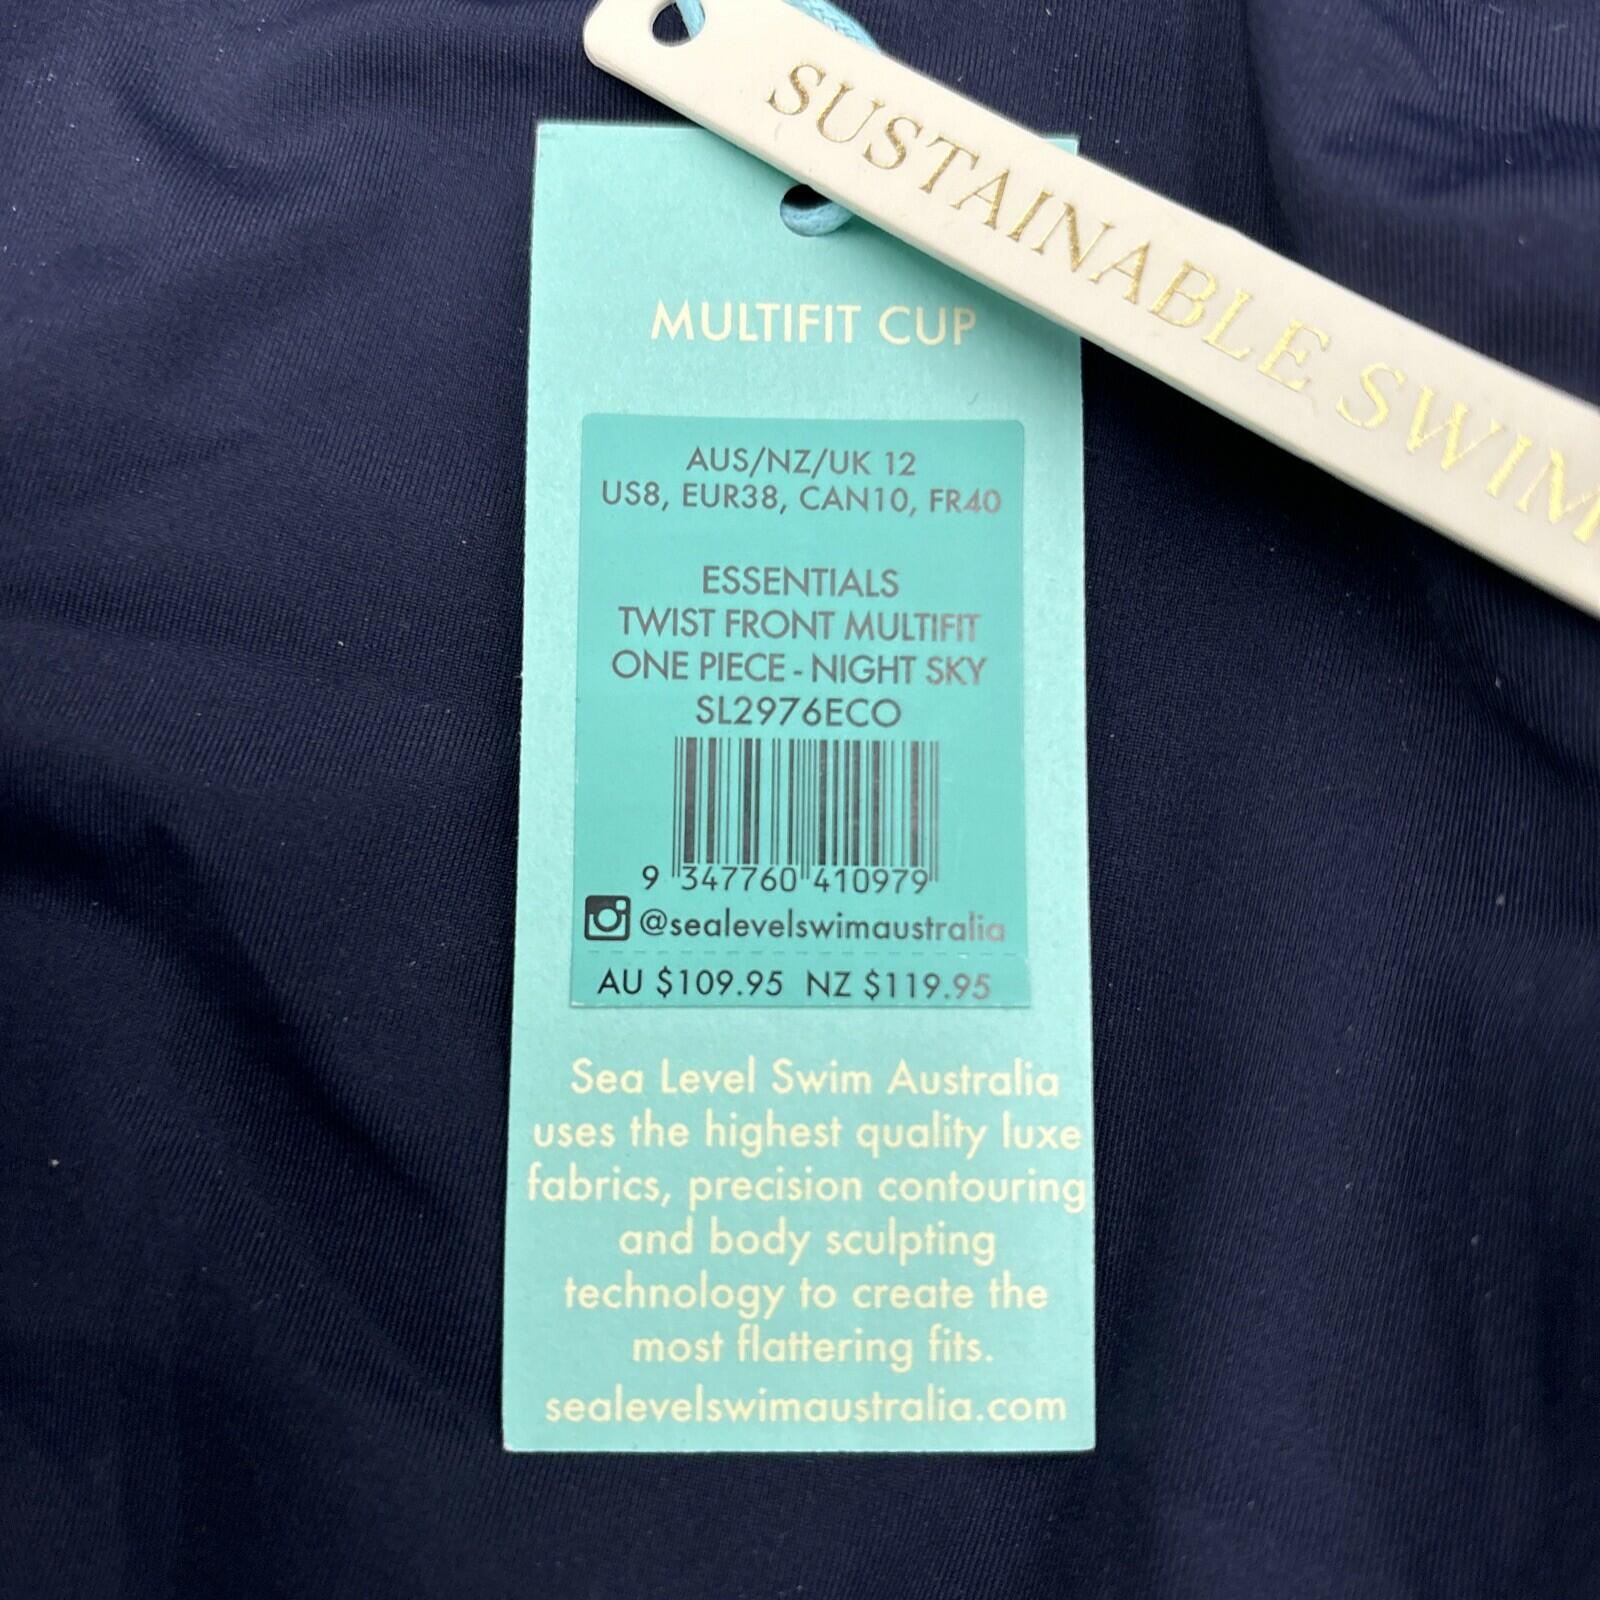 SUSTAINABLE SWIM
MULTIFIT CUP
AUS/NZ/UK 12
US8, EUR38, CAN10, FR40
ESSENTIALS
TWIST FRONT MULTIFIT
ONE PIECE - NIGHT SKY
SL2976ECO
9 347760 410979
@sealevelswimaustralia
AU $109.95 NZ $119.95
Sea Level Swim Australia
uses the highest quality luxe
fabrics, precision contouring
and body sculpting
technology to create the
most flattering fits.
sealevelswimaustralia.com